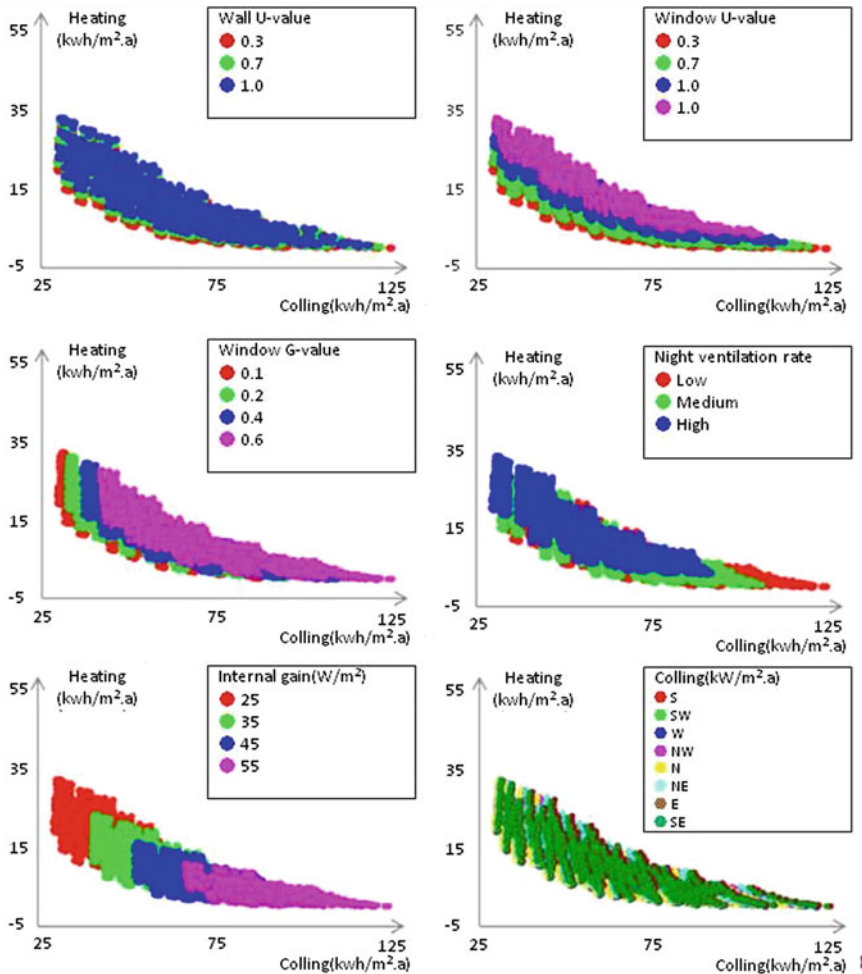 Heating
(kwh/m².a)
Wall U-value
0.3
0.7
1.0
55
35
15
-5
25
75
125
Colling(kwh/m².a)
Heating
(kwh/m².a)
Window U-value
0.3
0.7
1.0
1.0
55
35
15
-5
25
75
125
Colling(kwh/m².a)
Heating
(kwh/m².a)
Window G-value
0.1
0.2
0.4
0.6
55
35
15
-5
25
75
125
Colling(kwh/m².a)
Heating
(kwh/m².a)
Night ventilation rate
Low
Medium
High
55
35
15
-5
25
75
125
Colling(kwh/m².a)
Heating
(kwh/m².a)
Internal gain(W/m²)
25
35
45
55
55
35
15
-5
25
75
125
Colling(kwh/m².a)
Heating
(kwh/m².a)
Colling(kW/m².a)
S
SW
W
NW
N
NE
E
SE
55
35
15
-5
25
75
125
Colling(kwh/m².a)